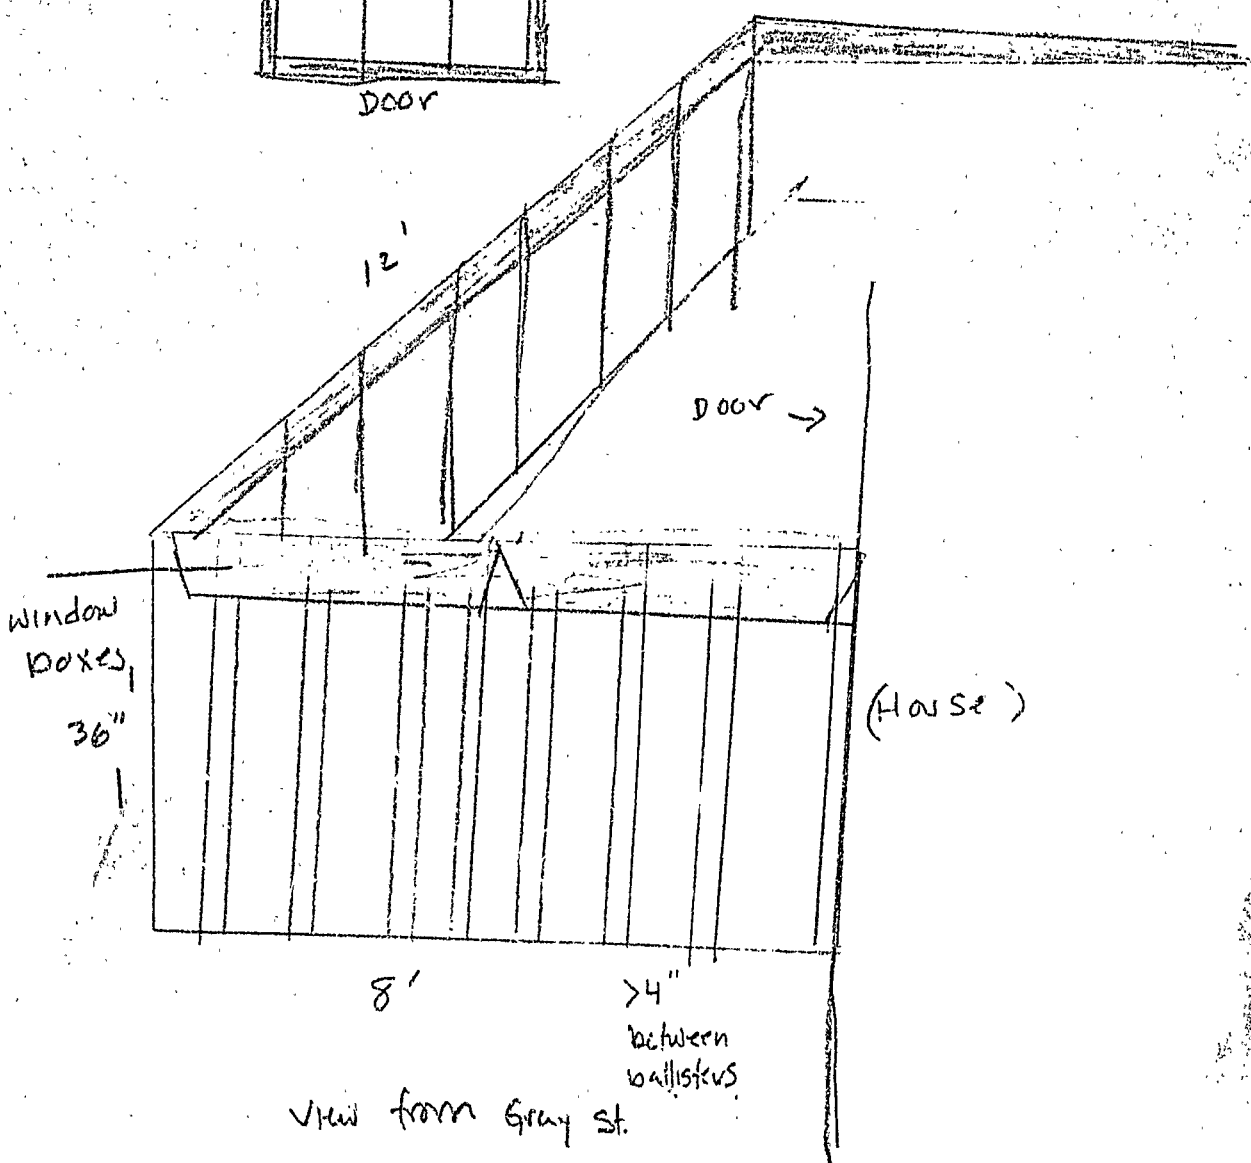 Door
12'
Door →
window
boxes,
36"
(House)
8'
>4"
between
ballisters
View from Gray St.